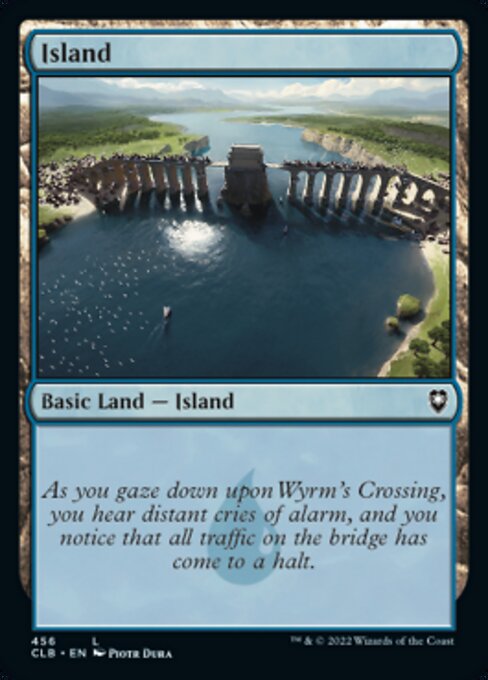 Island
Basic Land — Island
As you gaze down upon Wyrm's Crossing,
you hear distant cries of alarm, and you
notice that all traffic on the bridge has
come to a halt.
456 L
CLB • EN Piotr Dura
™ & © 2022 Wizards of the Coast